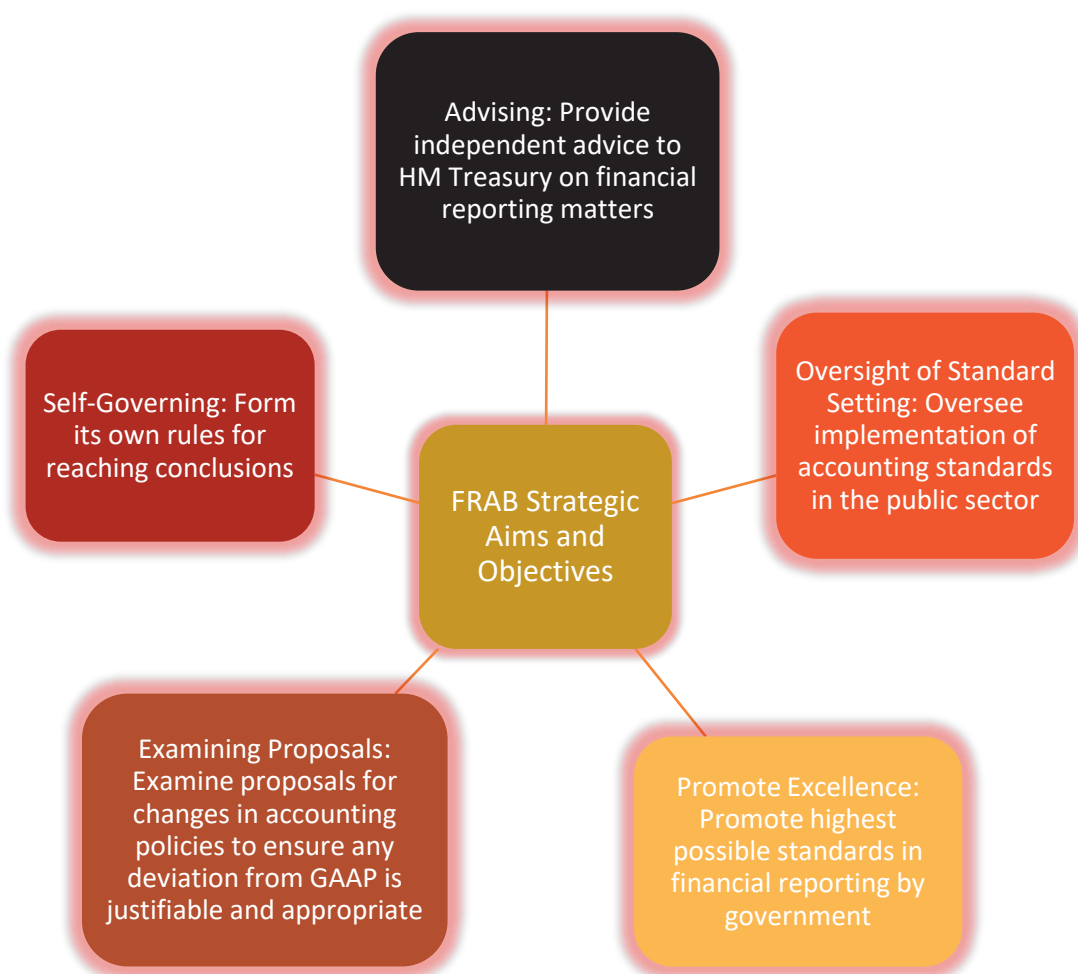 Advising: Provide
independent advice to
HM Treasury on financial
reporting matters
Oversight of Standard
Setting: Oversee
implementation of
accounting standards
in the public sector
Self-Governing: Form
its own rules for
reaching conclusions
FRAB Strategic
Aims and
Objectives
Examining Proposals:
Examine proposals for
changes in accounting
policies to ensure any
deviation from GAAP is
justifiable and appropriate
Promote Excellence:
Promote highest
possible standards in
financial reporting by
government